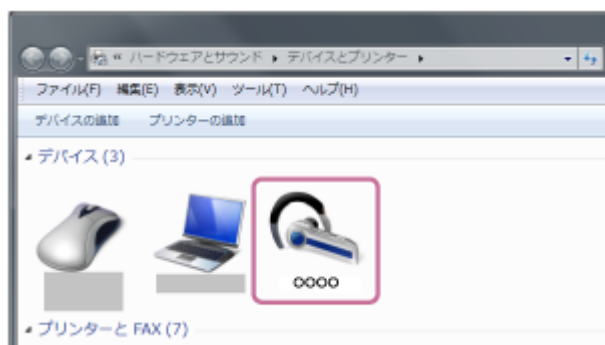 « ハードウェアとサウンド ▸ デバイスとプリンター ▸
ファイル(F) 編集(E) 表示(V) ツール(T) ヘルプ(H)
デバイスの追加 プリンターの追加
デバイス (3)
○○○○
プリンターと FAX (7)